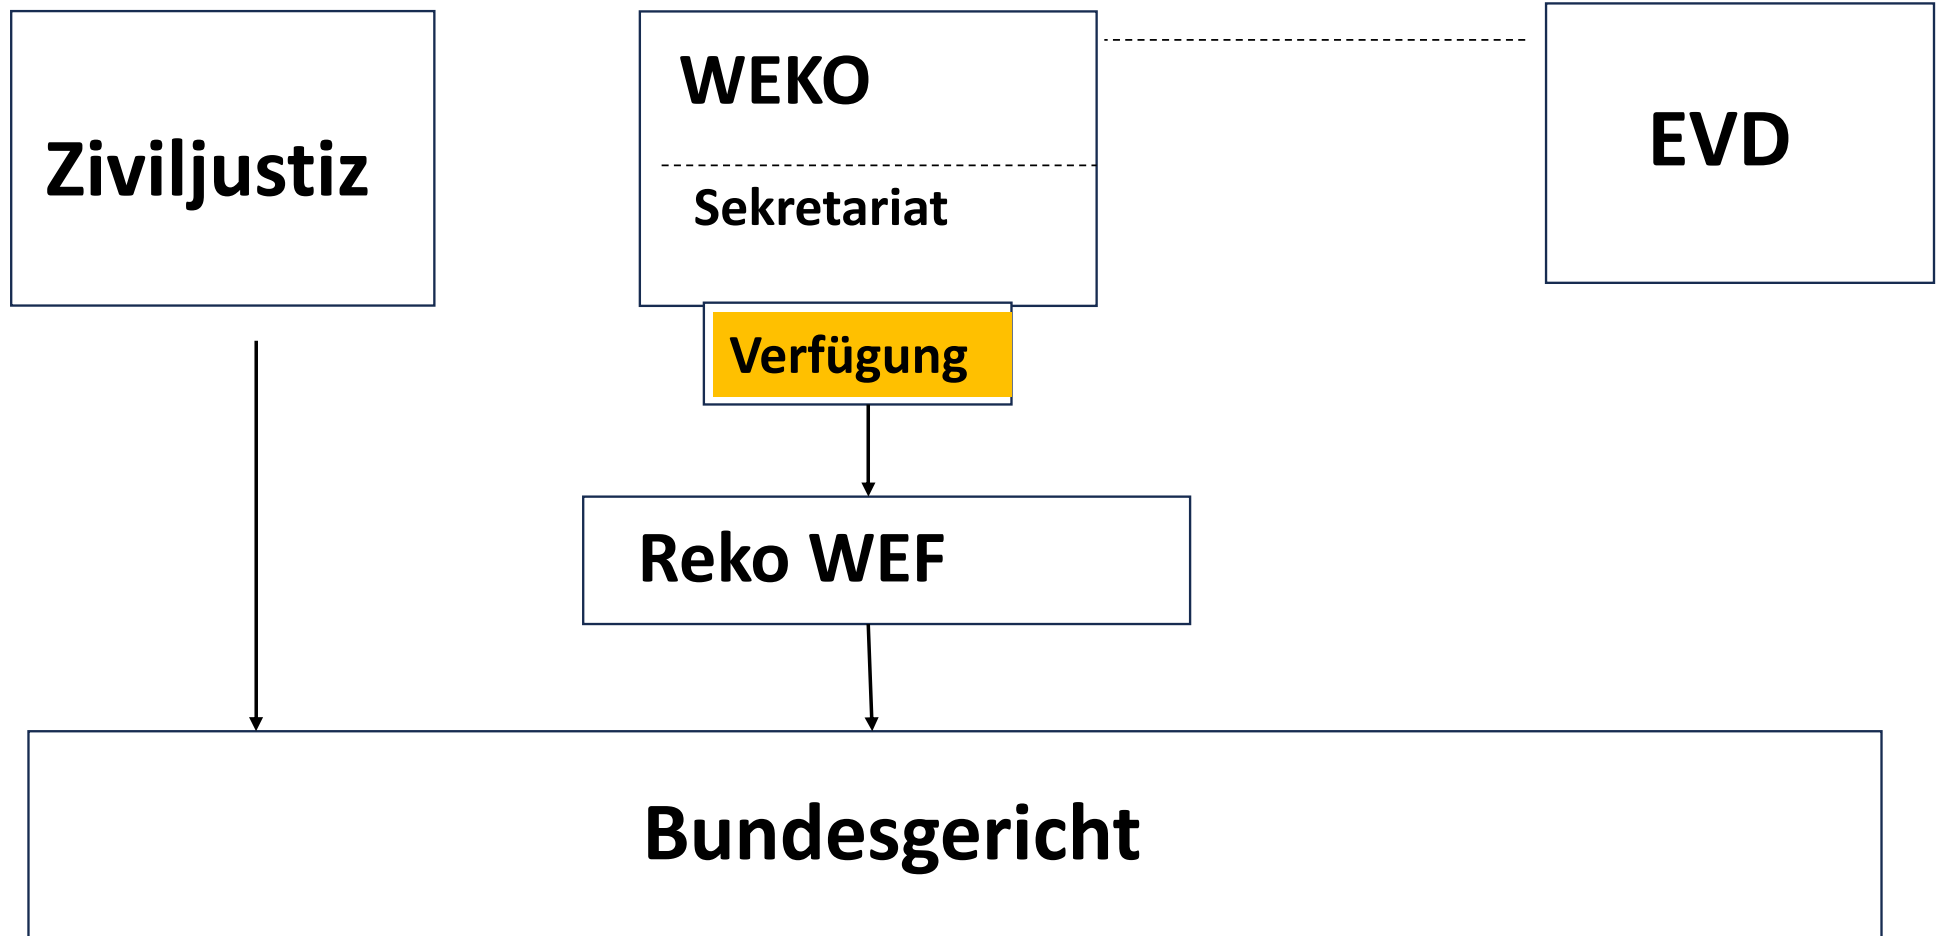 Ziviljustiz
WEKO
Sekretariat
EVD
Verfügung
Reko WEF
Bundesgericht